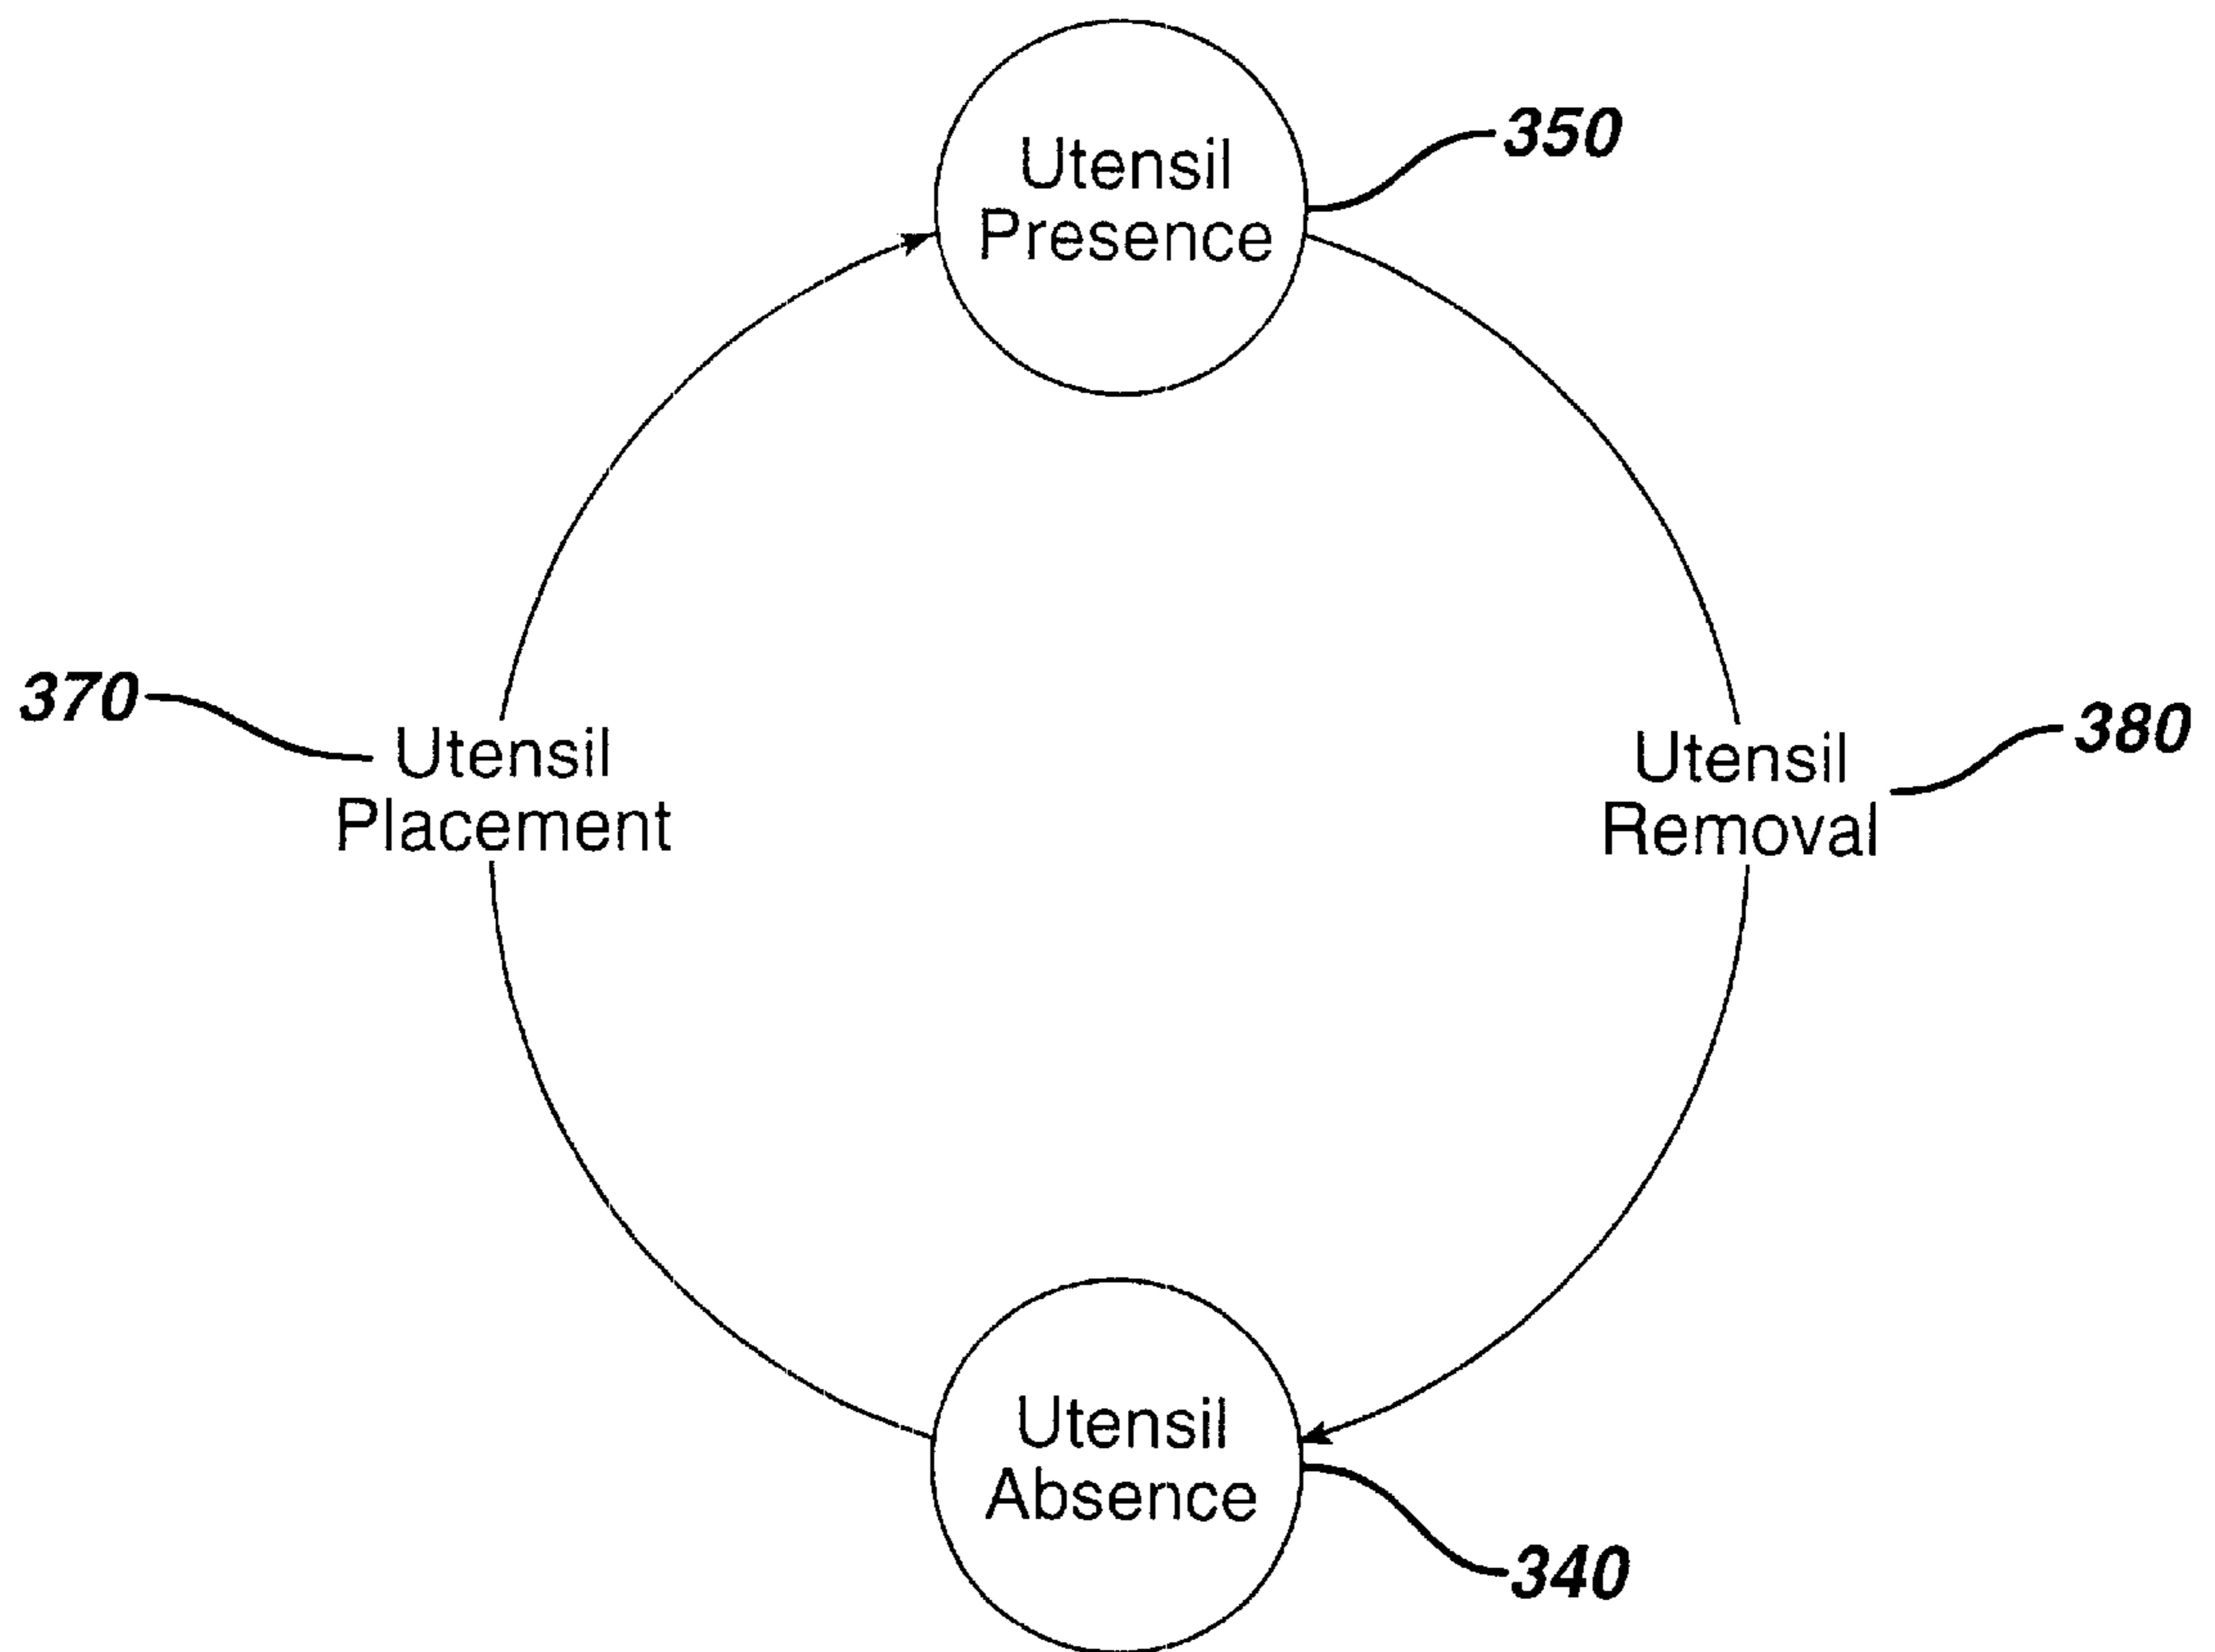 Utensil
Presence
350
370
Utensil
Placement
Utensil
Removal
380
Utensil
Absence
340